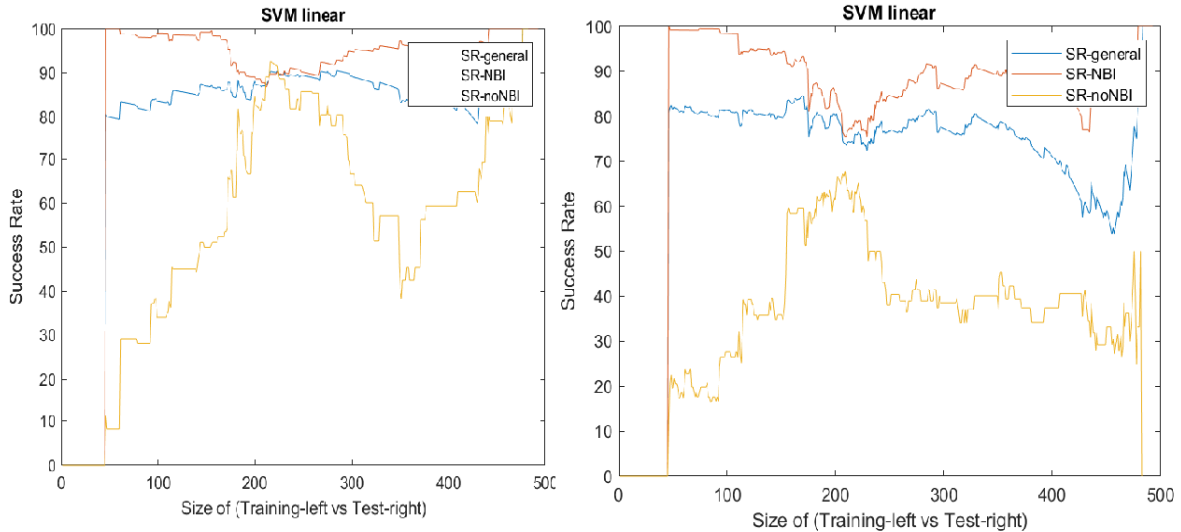 SVM linear
100
90
80
70
60
50
40
30
20
10
0
Success Rate
SR-general
SR-NBI
SR-noNBI
0
100
200
300
400
500
Size of (Training-left vs Test-right)
SVM linear
100
90
80
70
60
50
40
30
20
10
0
Success Rate
SR-general
SR-NBI
SR-noNBI
0
100
200
300
400
500
Size of (Training-left vs Test-right)